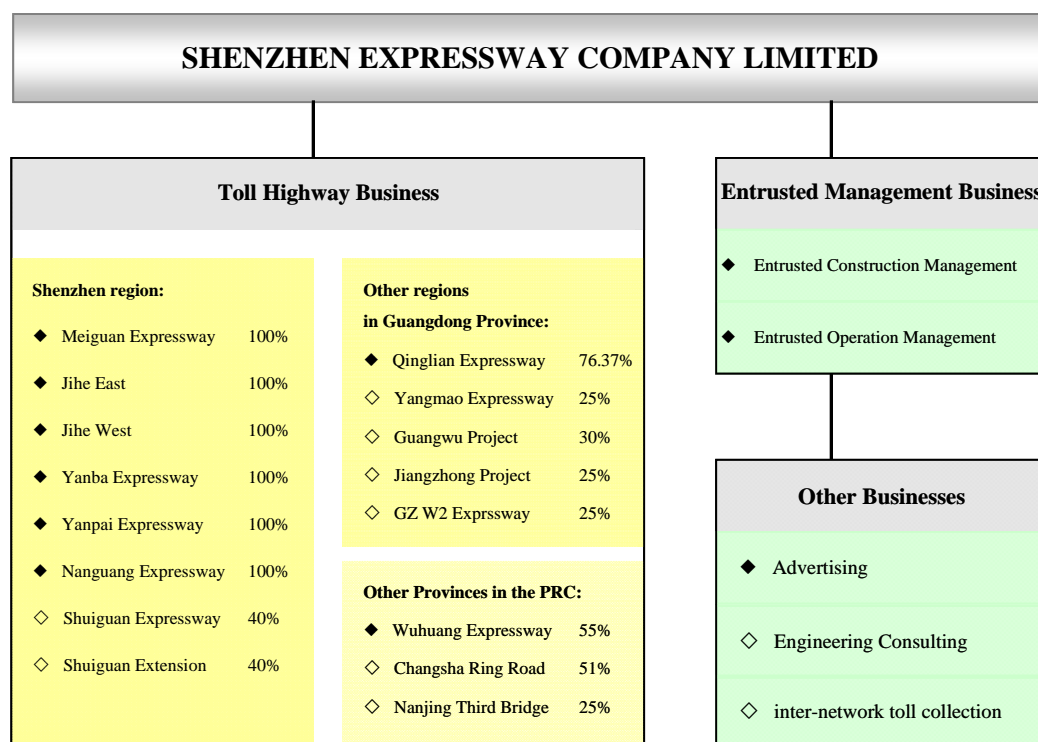 SHENZHEN EXPRESSWAY COMPANY LIMITED
Toll Highway Business
Shenzhen region:
◆ Meiguan Expressway 100%
◆ Jihe East 100%
◆ Jihe West 100%
◆ Yanba Expressway 100%
◆ Yanpai Expressway 100%
◆ Nanguang Expressway 100%
◇ Shuiguan Expressway 40%
◇ Shuiguan Extension 40%
Other regions
in Guangdong Province:
◆ Qinglian Expressway 76.37%
◇ Yangmao Expressway 25%
◇ Guangwu Project 30%
◇ Jiangzhong Project 25%
◇ GZ W2 Exprssway 25%
Other Provinces in the PRC:
◆ Wuhuang Expressway 55%
◇ Changsha Ring Road 51%
◇ Nanjing Third Bridge 25%
Entrusted Management Business
◆ Entrusted Construction Management
◆ Entrusted Operation Management
Other Businesses
◆ Advertising
◇ Engineering Consulting
◇ inter-network toll collection